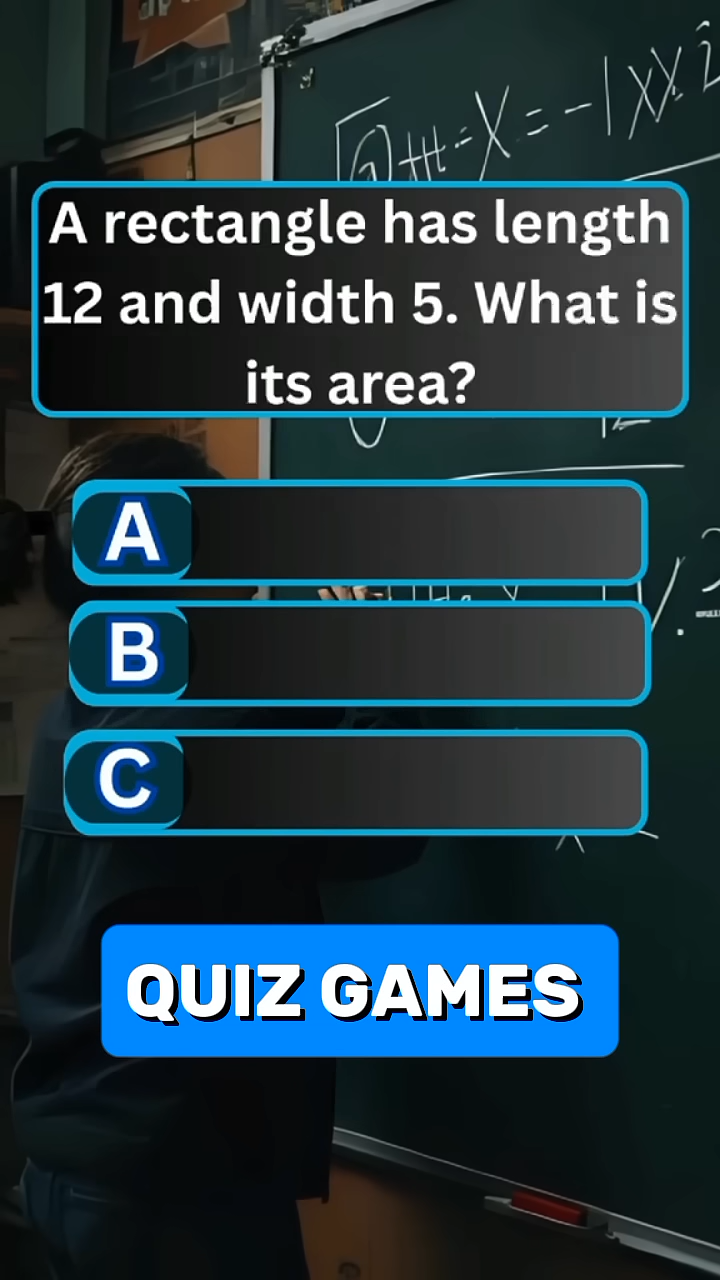 A rectangle has length
12 and width 5. What is
its area?
A
B
C
QUIZ GAMES